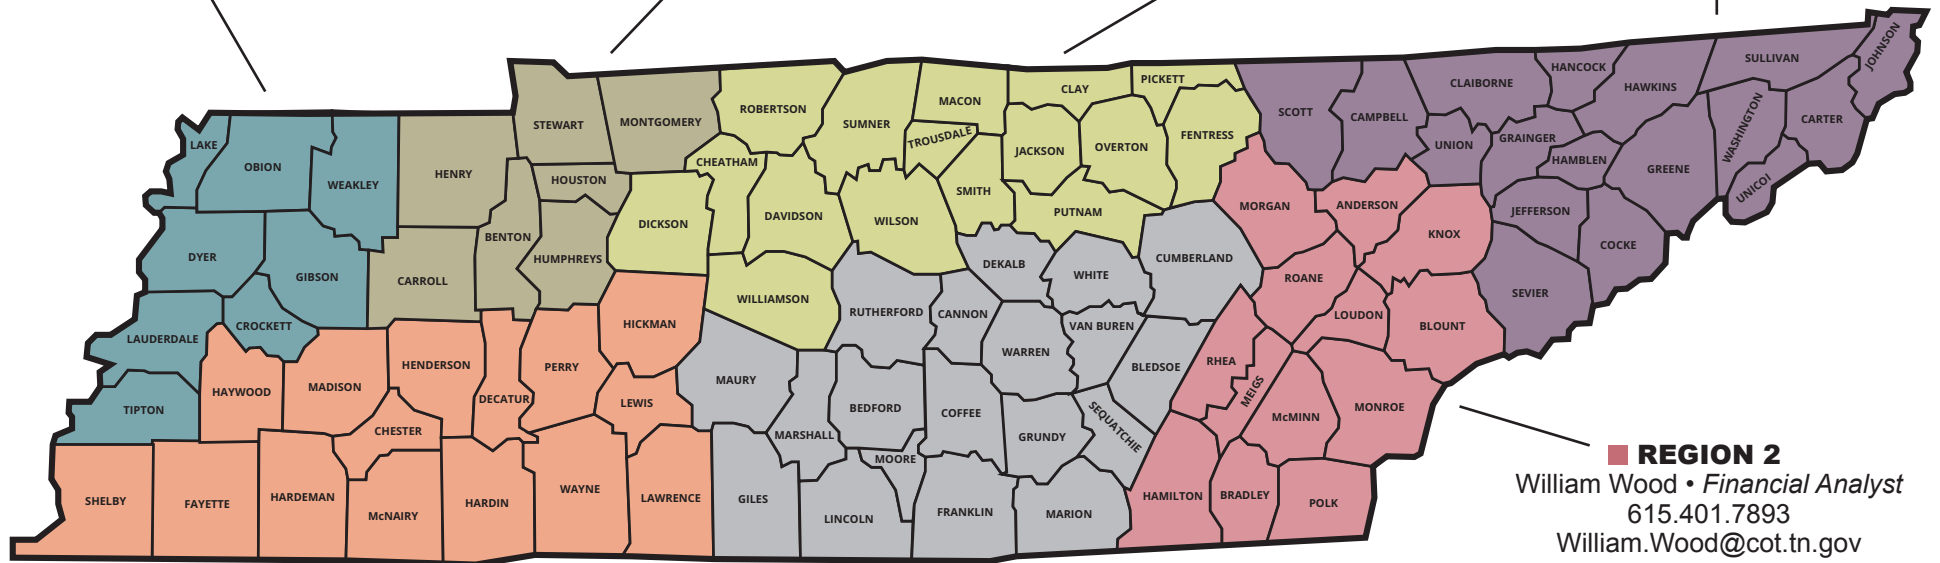 LAKE
OBION
WEAKLEY
HENRY
STEWART
MONTGOMERY
ROBERTSON
SUMNER
MACON
TROUSDALE
CLAY
PICKETT
FENTRESS
SCOTT
CAMPBELL
CLAIBORNE
HANCOCK
HAWKINS
SULLIVAN
JOHNSON
CARTER
WASHINGTON
UNICOI
GREENE
HAMBLEN
GRAINGER
UNION
HOUSTON
CHEATHAM
JACKSON
OVERTON
SMITH
PUTNAM
DICKSON
DAVIDSON
WILSON
MORGAN
ANDERSON
KNOX
JEFFERSON
COCKE
SEVIER
DYER
GIBSON
CARROLL
BENTON
HUMPHREYS
WILLIAMSON
DEKALB
WHITE
CUMBERLAND
ROANE
LOUDON
BLOUNT
LAUDERDALE
CROCKETT
HICKMAN
RUTHERFORD
CANNON
VAN BUREN
WARREN
BLEDSOE
RHEA
MEIGS
McMINN
MONROE
TIPTON
HAYWOOD
MADISON
HENDERSON
DECATUR
PERRY
LEWIS
MAURY
CHESTER
MARSHALL
BEDFORD
COFFEE
GRUNDY
SEQUATCHIE
MOORE
SHELBY
FAYETTE
HARDEMAN
McNAIRY
HARDIN
WAYNE
LAWRENCE
GILES
LINCOLN
FRANKLIN
MARION
HAMILTON
BRADLEY
POLK
REGION 2
William Wood • Financial Analyst
615.401.7893
William.Wood@cot.tn.gov